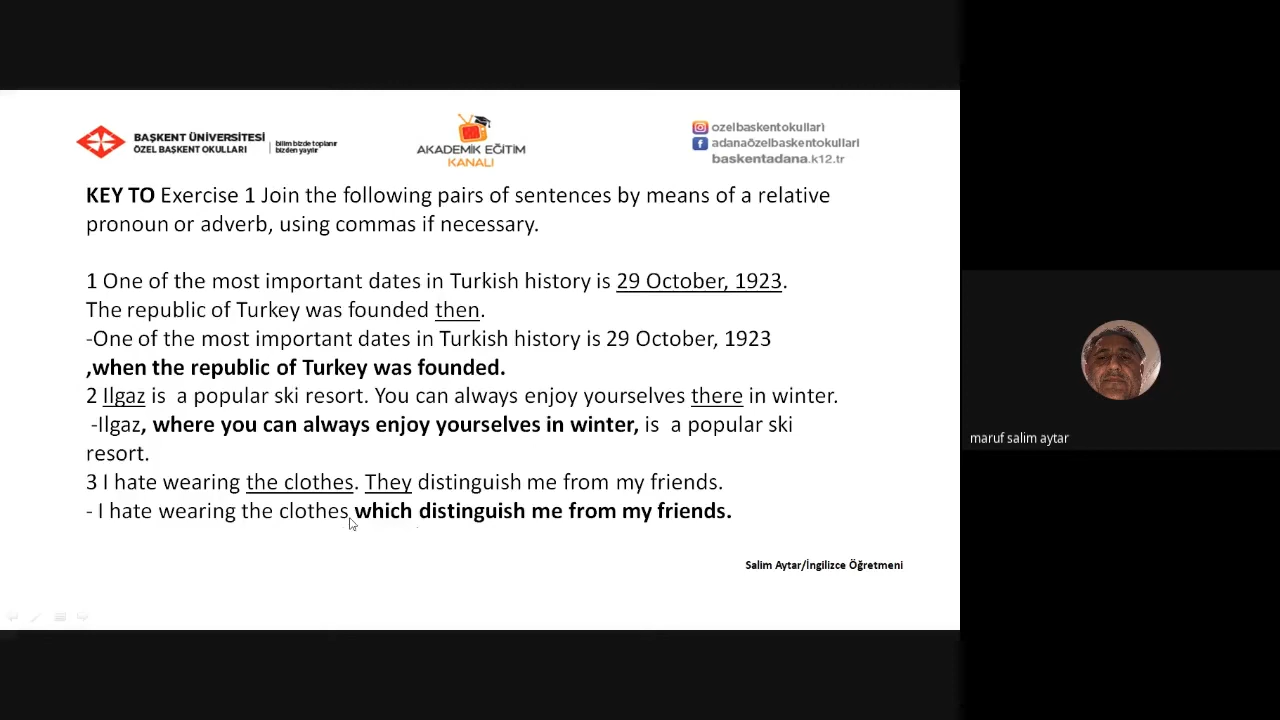 BAŞKENT ÜNİVERSİTESİ
ÖZEL BAŞKENT OKULLARI
bilim bizde toplanır
bizden yayılır
AKADEMİK EĞİTİM
KANALI
ozelbaskentokullari
adanaözelbaskentokullari
baskentadana.k12.tr
KEY TO Exercise 1 Join the following pairs of sentences by means of a relative
pronoun or adverb, using commas if necessary.
1 One of the most important dates in Turkish history is 29 October, 1923.
The republic of Turkey was founded then.
-One of the most important dates in Turkish history is 29 October, 1923
,when the republic of Turkey was founded.
2 Ilgaz is a popular ski resort. You can always enjoy yourselves there in winter.
-Ilgaz, where you can always enjoy yourselves in winter, is a popular ski
resort.
3 I hate wearing the clothes. They distinguish me from my friends.
- I hate wearing the clothes which distinguish me from my friends.
Salim Aytar/İngilizce Öğretmeni
maruf salim aytar